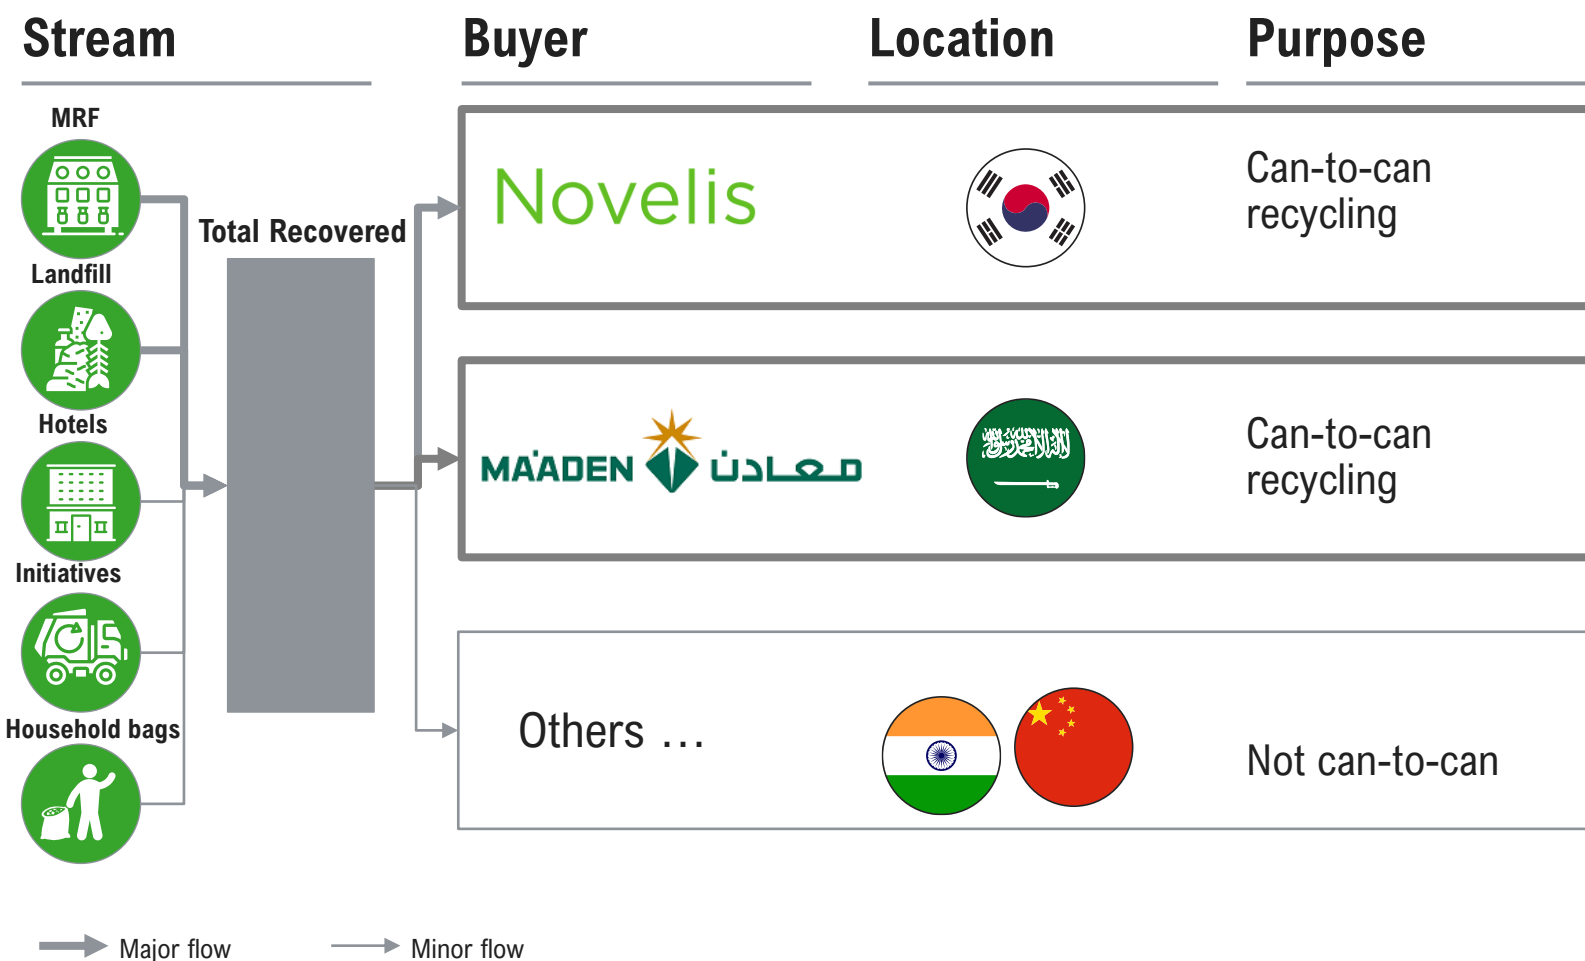 Stream
Buyer
Location
Purpose
MRF
Landfill
Hotels
Initiatives
Household bags
Total Recovered
Novelis
Can-to-can
recycling
MA'ADEN معادن
Can-to-can
recycling
Others ...
Not can-to-can
Major flow
Minor flow